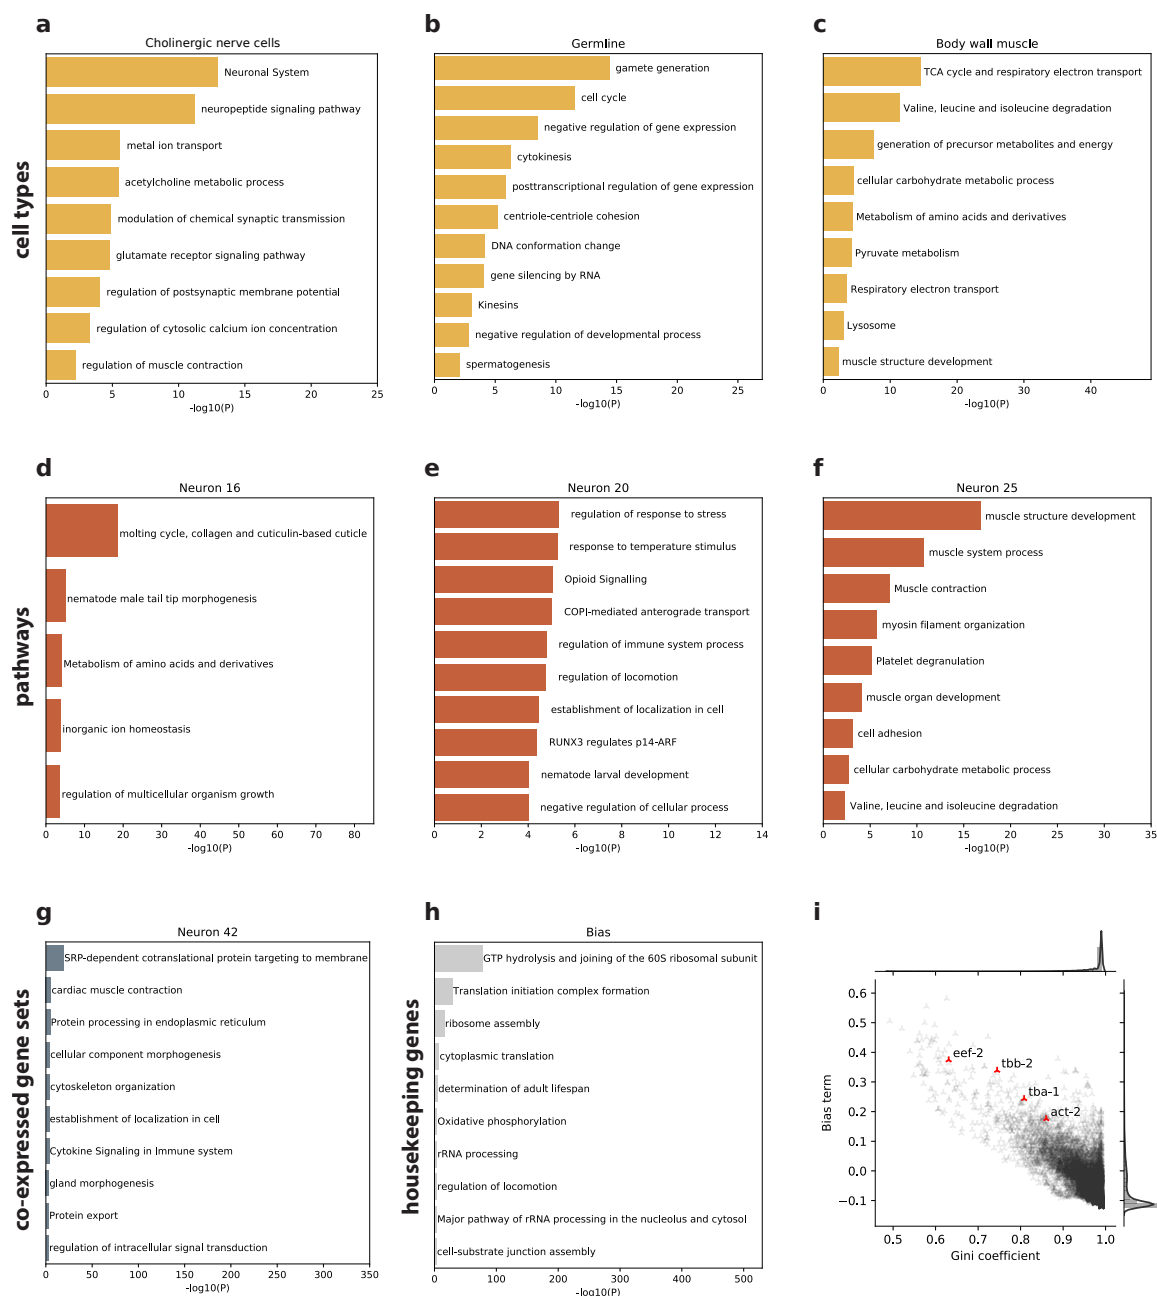 a
Cholinergic nerve cells
Neuronal System
neuropeptide signaling pathway
metal ion transport
acetylcholine metabolic process
modulation of chemical synaptic transmission
glutamate receptor signaling pathway
regulation of postsynaptic membrane potential
regulation of cytosolic calcium ion concentration
regulation of muscle contraction
0 5 10 15 20 25
-log10(P)
cell types
b
Germline
gamete generation
cell cycle
negative regulation of gene expression
cytokinesis
posttranscriptional regulation of gene expression
centriole-centriole cohesion
DNA conformation change
gene silencing by RNA
Kinesins
negative regulation of developmental process
spermatogenesis
0 5 10 15 20 25
-log10(P)
c
Body wall muscle
TCA cycle and respiratory electron transport
Valine, leucine and isoleucine degradation
generation of precursor metabolites and energy
cellular carbohydrate metabolic process
Metabolism of amino acids and derivatives
Pyruvate metabolism
Respiratory electron transport
Lysosome
muscle structure development
0 10 20 30 40
-log10(P)
d
Neuron 16
molting cycle, collagen and cuticulin-based cuticle
nematode male tail tip morphogenesis
Metabolism of amino acids and derivatives
inorganic ion homeostasis
regulation of multicellular organism growth
0 10 20 30 40 50 60 70 80
-log10(P)
pathways
e
Neuron 20
regulation of response to stress
response to temperature stimulus
Opioid Signalling
COPI-mediated anterograde transport
regulation of immune system process
regulation of locomotion
establishment of localization in cell
RUNX3 regulates p14-ARF
nematode larval development
negative regulation of cellular process
0 2 4 6 8 10 12 14
-log10(P)
f
Neuron 25
muscle structure development
muscle system process
Muscle contraction
myosin filament organization
Platelet degranulation
muscle organ development
cell adhesion
cellular carbohydrate metabolic process
Valine, leucine and isoleucine degradation
0 5 10 15 20 25 30 35
-log10(P)
g
Neuron 42
SRP-dependent cotranslational protein targeting to membrane
cardiac muscle contraction
Protein processing in endoplasmic reticulum
cellular component morphogenesis
cytoskeleton organization
establishment of localization in cell
Cytokine Signaling in Immune system
gland morphogenesis
Protein export
regulation of intracellular signal transduction
0 50 100 150 200 250 300 350
-log10(P)
co-expressed gene sets
h
Bias
GTP hydrolysis and joining of the 60S ribosomal subunit
Translation initiation complex formation
ribosome assembly
cytoplasmic translation
determination of adult lifespan
Oxidative phosphorylation
rRNA processing
regulation of locomotion
Major pathway of rRNA processing in the nucleolus and cytosol
cell-substrate junction assembly
0 100 200 300 400 500
-log10(P)
housekeeping genes
i
0.6
0.5
0.4
0.3
0.2
0.1
0.0
−0.1
Bias term
eef-2
tbb-2
tba-1
act-2
0.5 0.6 0.7 0.8 0.9 1.0
Gini coefficient